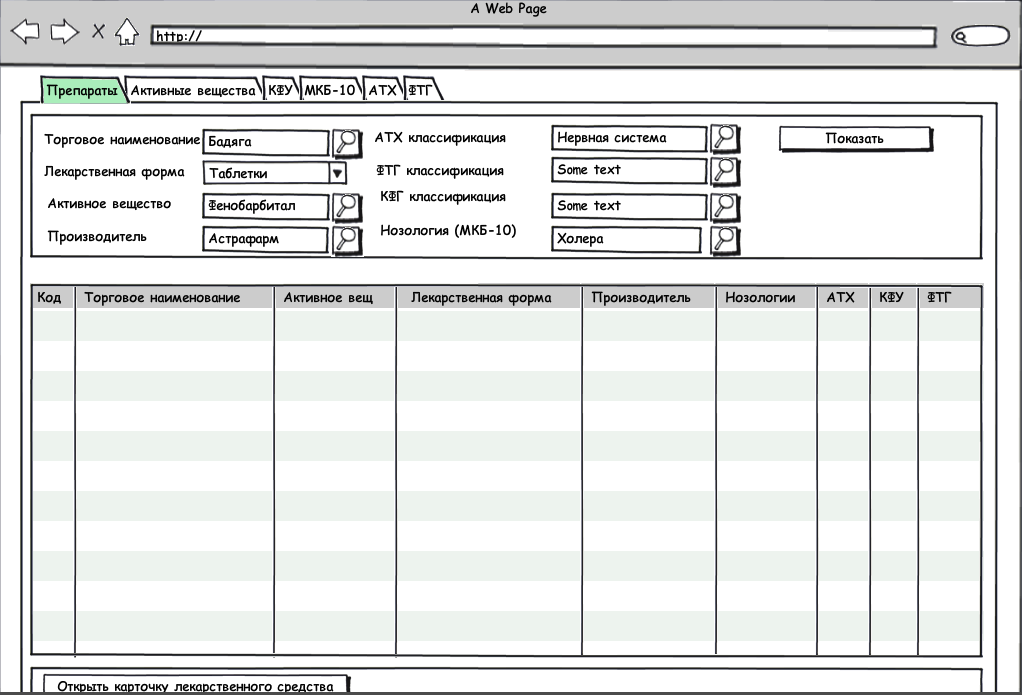 A Web Page
http://
Препараты Активные вещества КФУ МКБ-10 АТХ ФТГ
Торговое наименование Бадяга АТХ классификация Нервная система Показать
Лекарственная форма Таблетки ФТГ классификация Some text
Активное вещество Фенобарбитал КФГ классификация Some text
Производитель Астрафарм Нозология (МКБ-10) Холера
Код Торговое наименование Активное вещ Лекарственная форма Производитель Нозологии АТХ КФУ ФТГ
Открыть карточку лекарственного средства